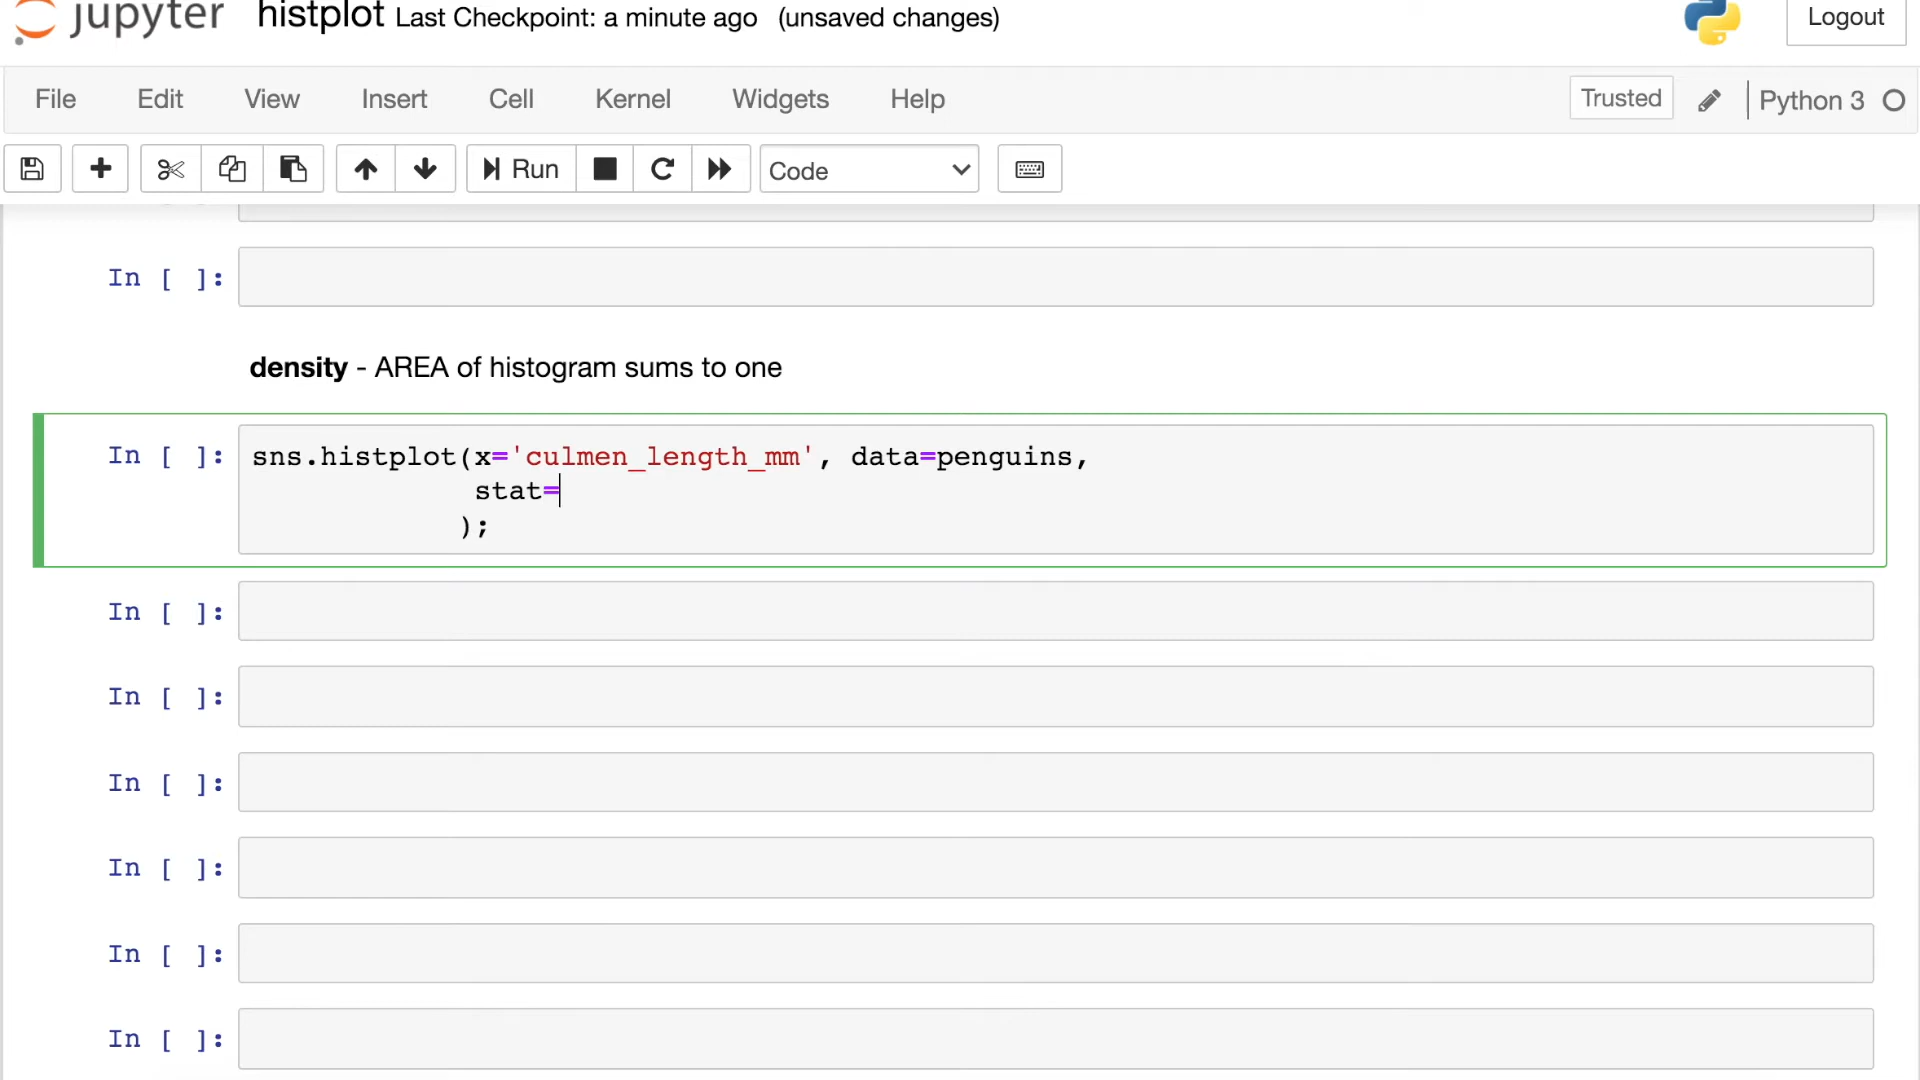 jupyter histplot Last Checkpoint: a minute ago (unsaved changes) Logout
File Edit View Insert Cell Kernel Widgets Help Trusted Python 3
Run Code
In [ ]:
density - AREA of histogram sums to one
In [ ]: sns.histplot(x='culmen_length_mm', data=penguins,
stat=
);
In [ ]:
In [ ]:
In [ ]:
In [ ]:
In [ ]:
In [ ]: